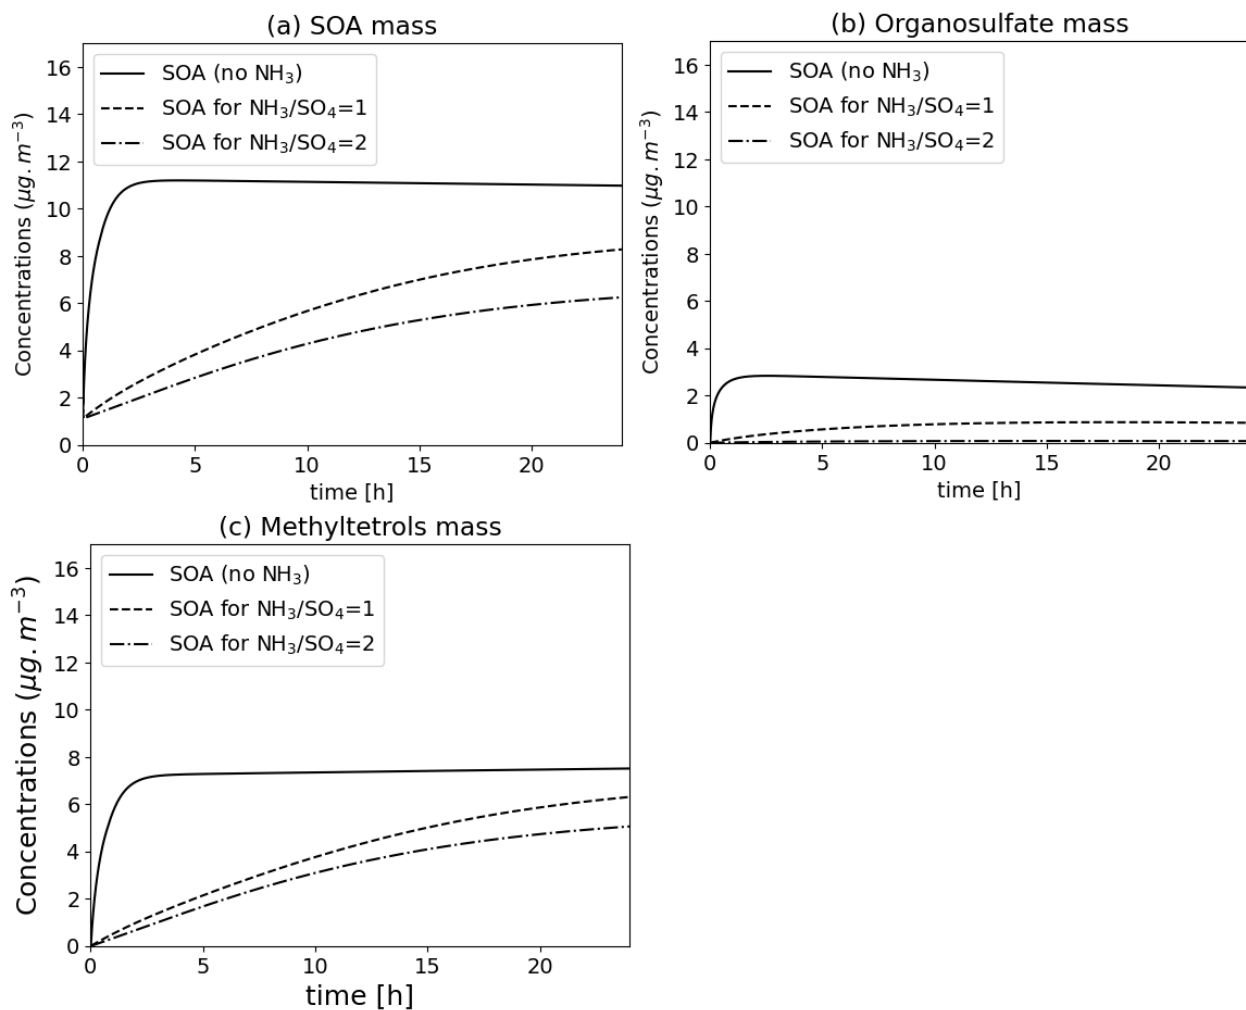 (a) SOA mass
Concentrations (μg. m⁻³)
16
14
12
10
8
6
4
2
0
SOA (no NH₃)
SOA for NH₃/SO₄=1
SOA for NH₃/SO₄=2
0 5 10 15 20
time [h]
(b) Organosulfate mass
Concentrations (μg. m⁻³)
16
14
12
10
8
6
4
2
0
SOA (no NH₃)
SOA for NH₃/SO₄=1
SOA for NH₃/SO₄=2
0 5 10 15 20
time [h]
(c) Methyltetrols mass
Concentrations (μg. m⁻³)
16
14
12
10
8
6
4
2
0
SOA (no NH₃)
SOA for NH₃/SO₄=1
SOA for NH₃/SO₄=2
0 5 10 15 20
time [h]